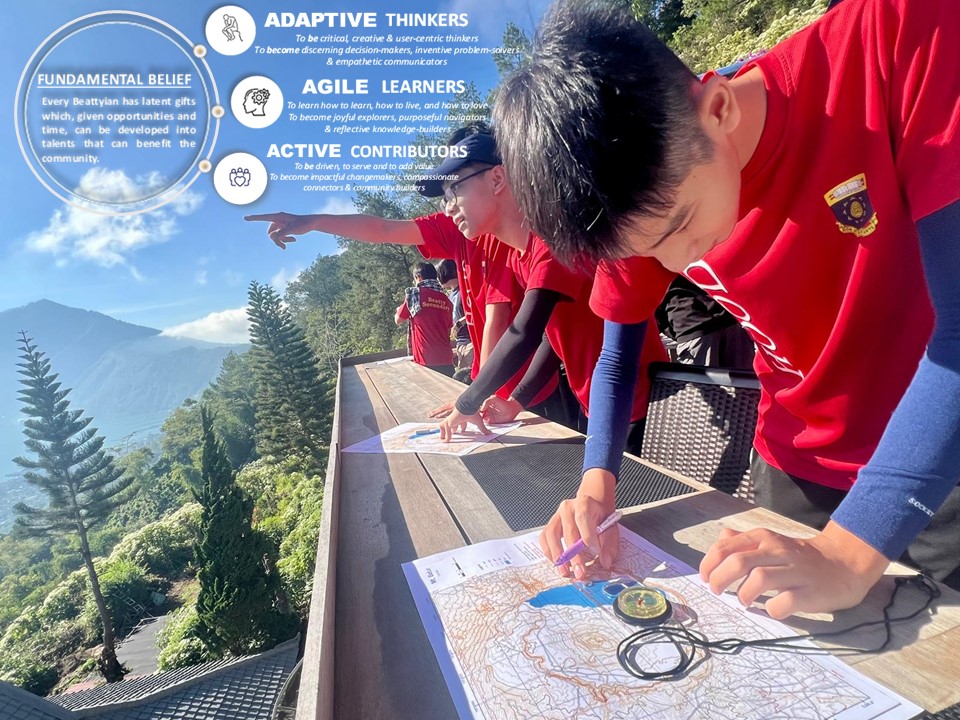 FUNDAMENTAL BELIEF
Every Beattyian has latent gifts
which, given opportunities and
time, can be developed into
talents that can benefit the
community.
ADAPTIVE THINKERS
To be critical, creative & user-centric thinkers
To become discerning decision-makers, inventive problem-solvers
& empathetic communicators
AGILE LEARNERS
To learn how to learn, how to live, and how to love
To become joyful explorers, purposeful navigators
& reflective knowledge-builders
ACTIVE CONTRIBUTORS
To be driven, to serve and to add value
To become impactful changemakers, compassionate
connectors & community builders
Beatty
Secondary